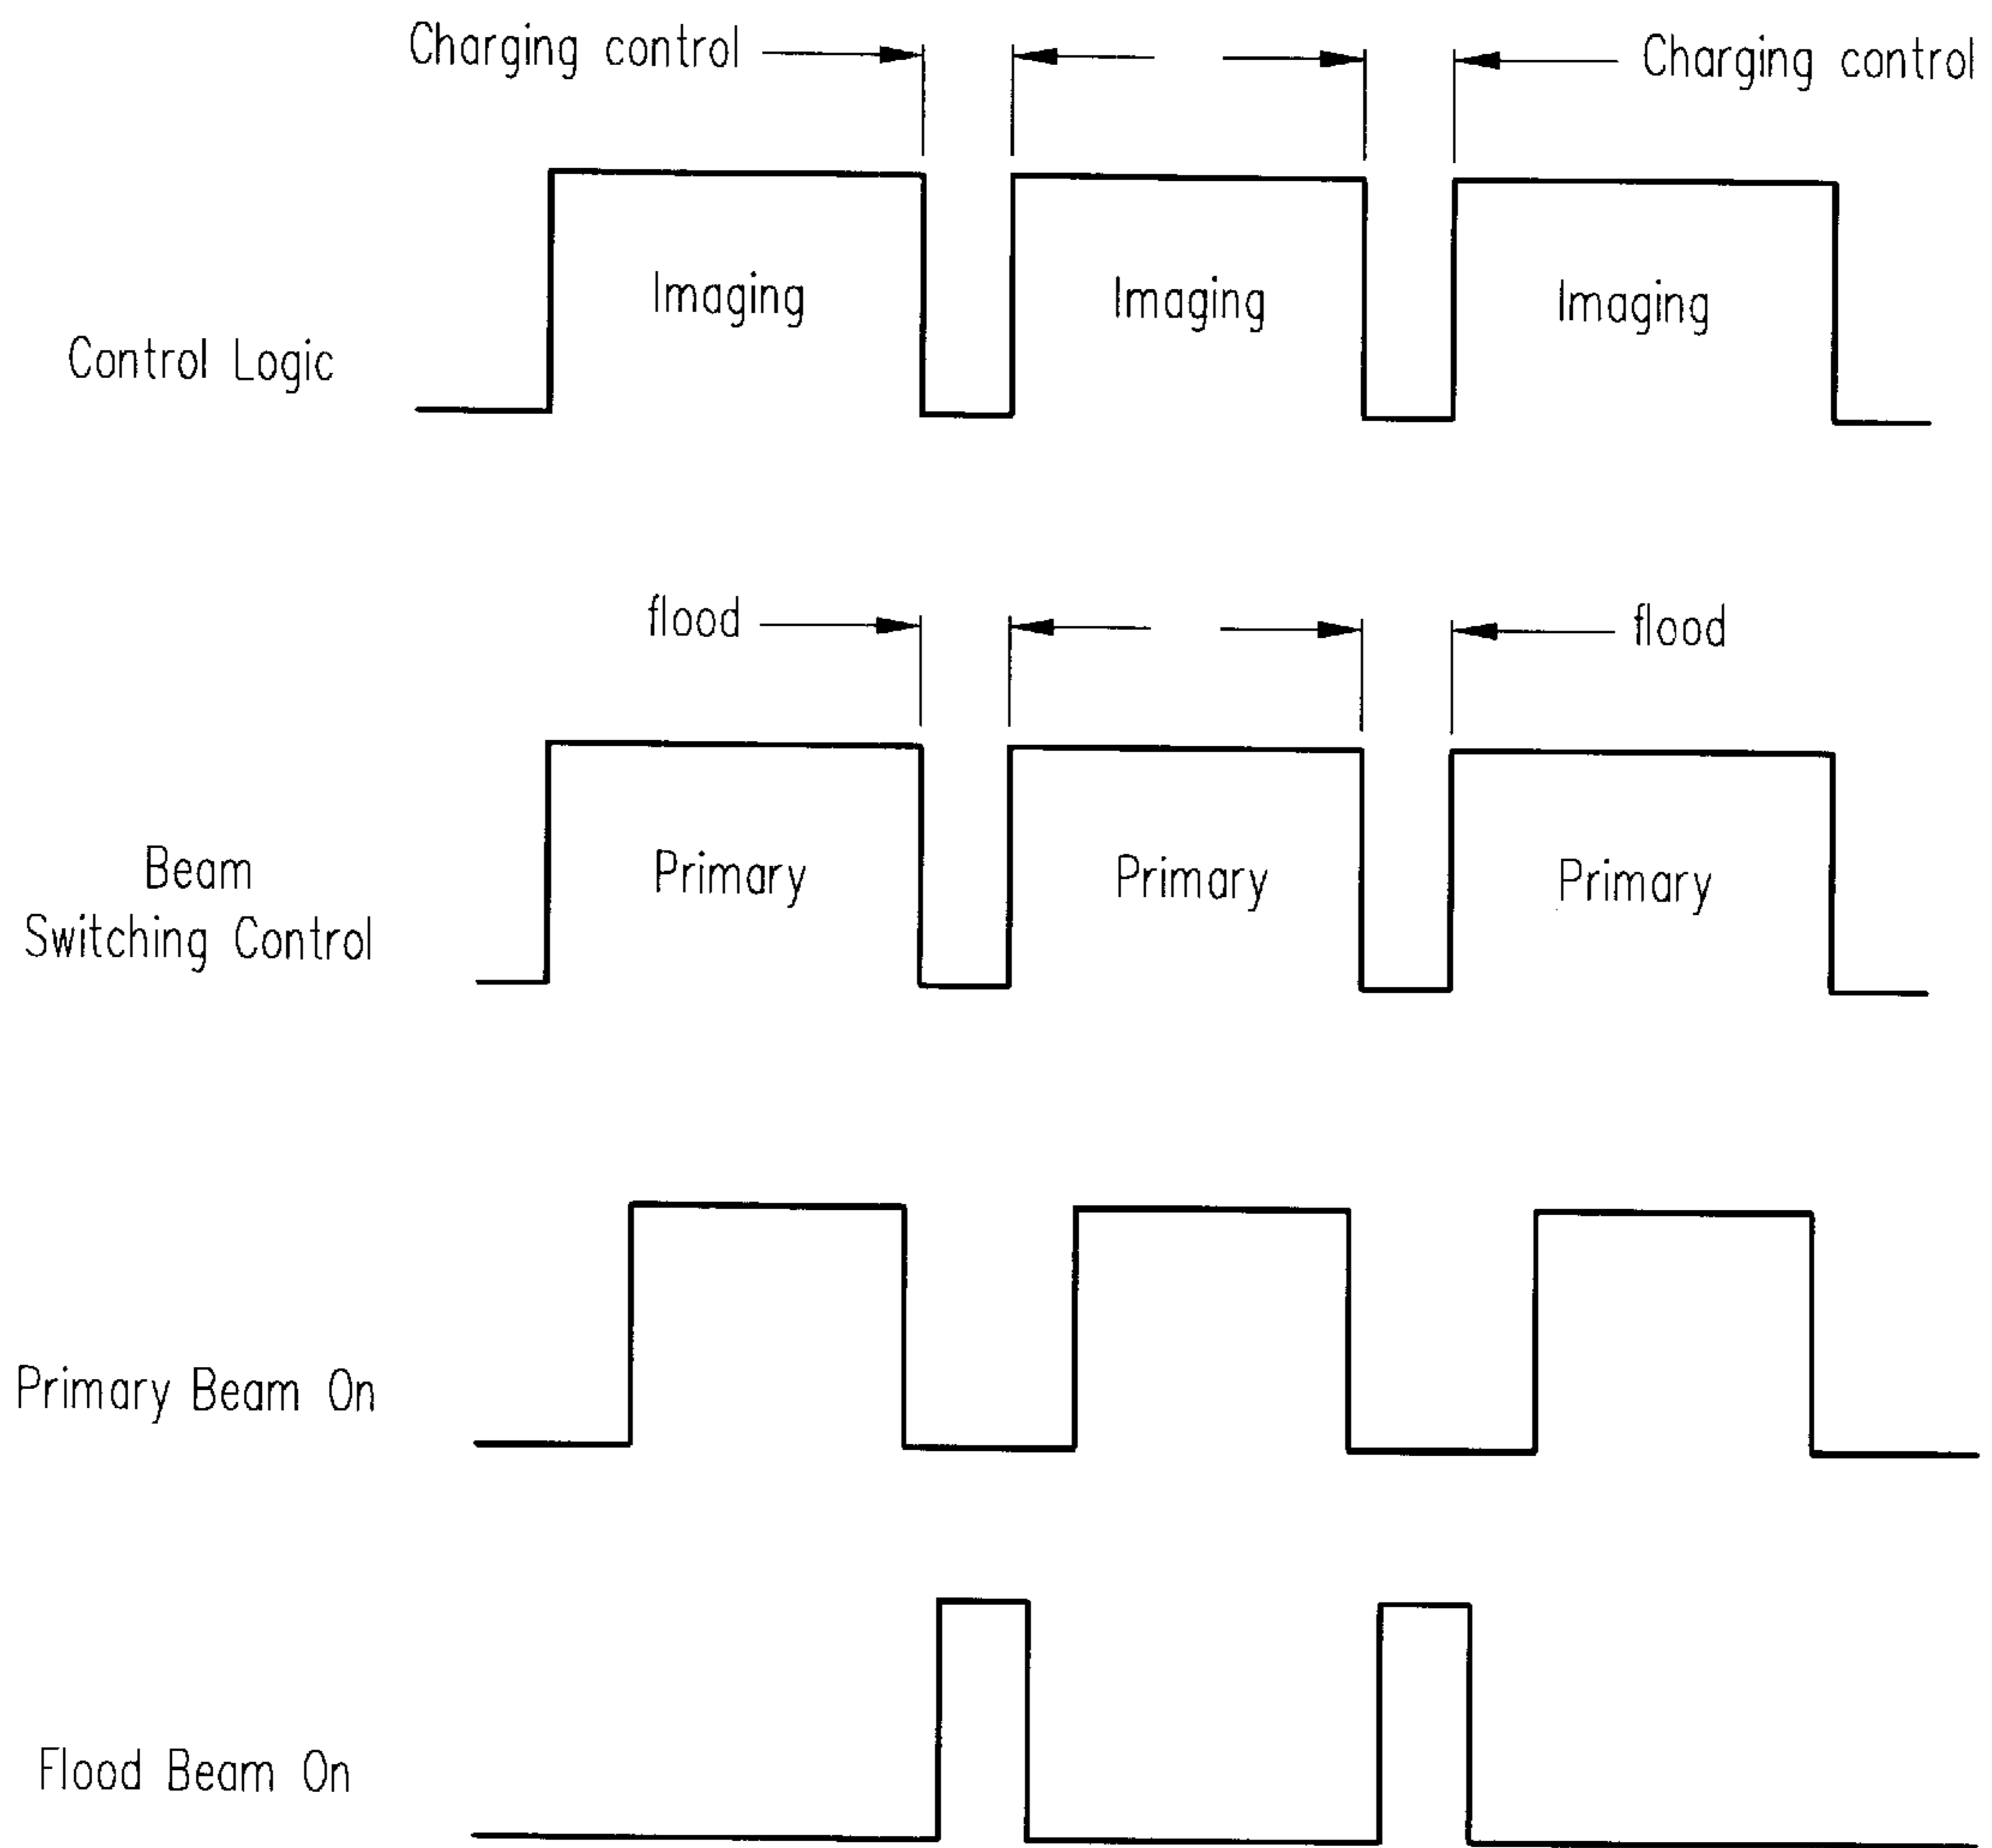 Charging control
Charging control
Imaging
Imaging
Imaging
Control Logic
flood
flood
Primary
Primary
Primary
Beam
Switching Control
Primary Beam On
Flood Beam On